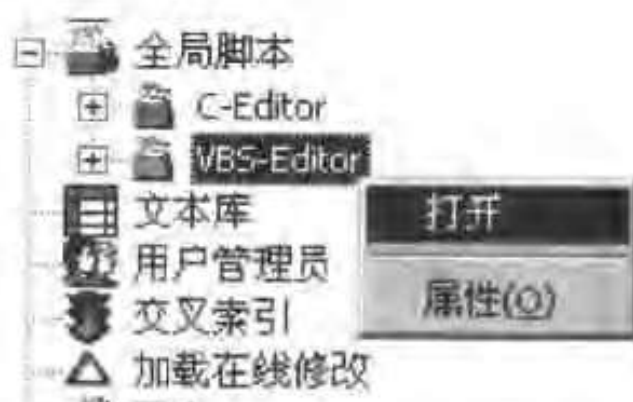 全局脚本
C-Editor
VBS-Editor
文本库
打开
用户管理员
属性(O)
交叉索引
加载在线修改